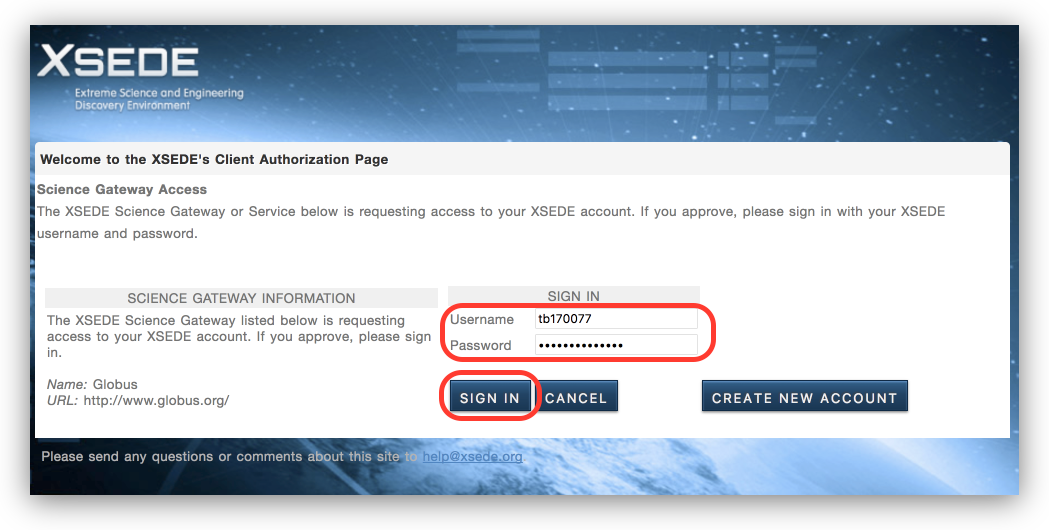 XSEDE
Extreme Science and Engineering
Discovery Environment
Welcome to the XSEDE's Client Authorization Page
Science Gateway Access
The XSEDE Science Gateway or Service below is requesting access to your XSEDE account. If you approve, please sign in with your XSEDE
username and password.
SCIENCE GATEWAY INFORMATION
The XSEDE Science Gateway listed below is requesting
access to your XSEDE account. If you approve, please sign
in.
Name: Globus
URL: http://www.globus.org/
SIGN IN
Username tb170077
Password ••••••••••••••
SIGN IN CANCEL CREATE NEW ACCOUNT
Please send any questions or comments about this site to help@xsede.org.